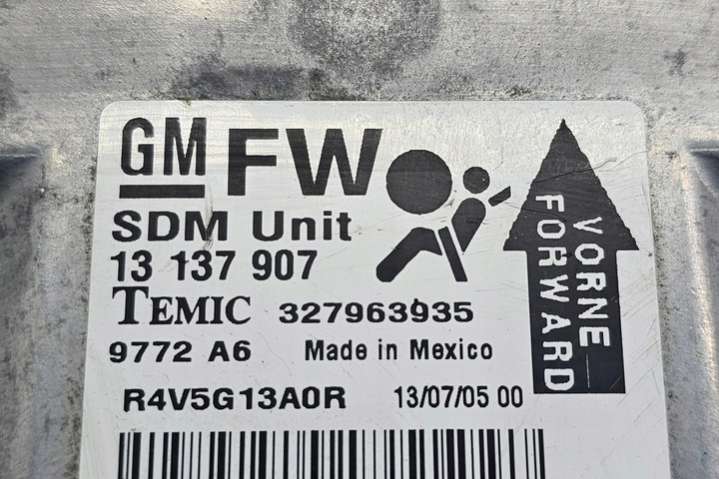 GM FW
SDM Unit
13 137 907
TEMIC 327963935
9772 A6 Made in Mexico
R4V5G13A0R 13/07/05 00
VORNE
FORWARD